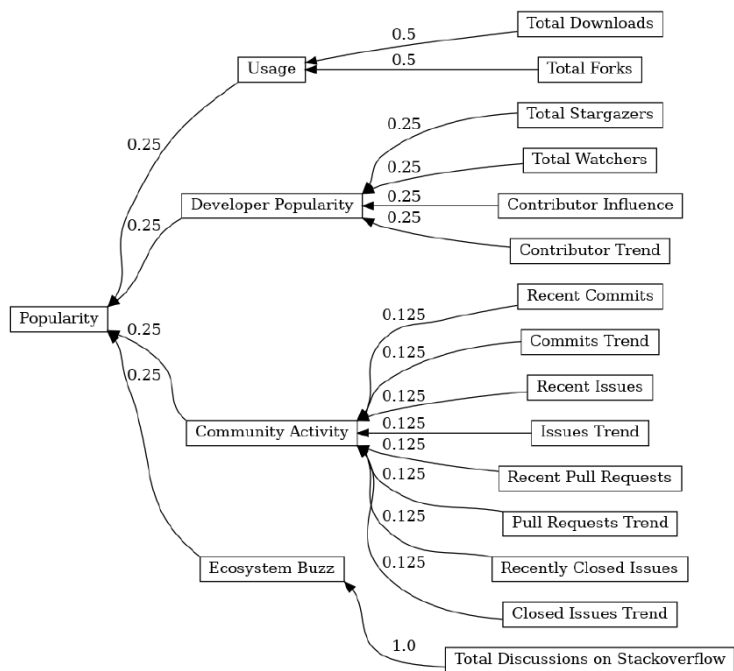 Total Downloads
0.5
Usage
0.5
Total Forks
Total Stargazers
0.25
0.25
Total Watchers
0.25
Developer Popularity
0.25
Contributor Influence
0.25
0.25
Contributor Trend
Recent Commits
Popularity
0.125
0.25
Commits Trend
0.125
0.25
Recent Issues
0.125
Community Activity
0.125
Issues Trend
0.125
Recent Pull Requests
0.125
Pull Requests Trend
0.125
Recently Closed Issues
Ecosystem Buzz
0.125
Closed Issues Trend
1.0
Total Discussions on Stackoverflow